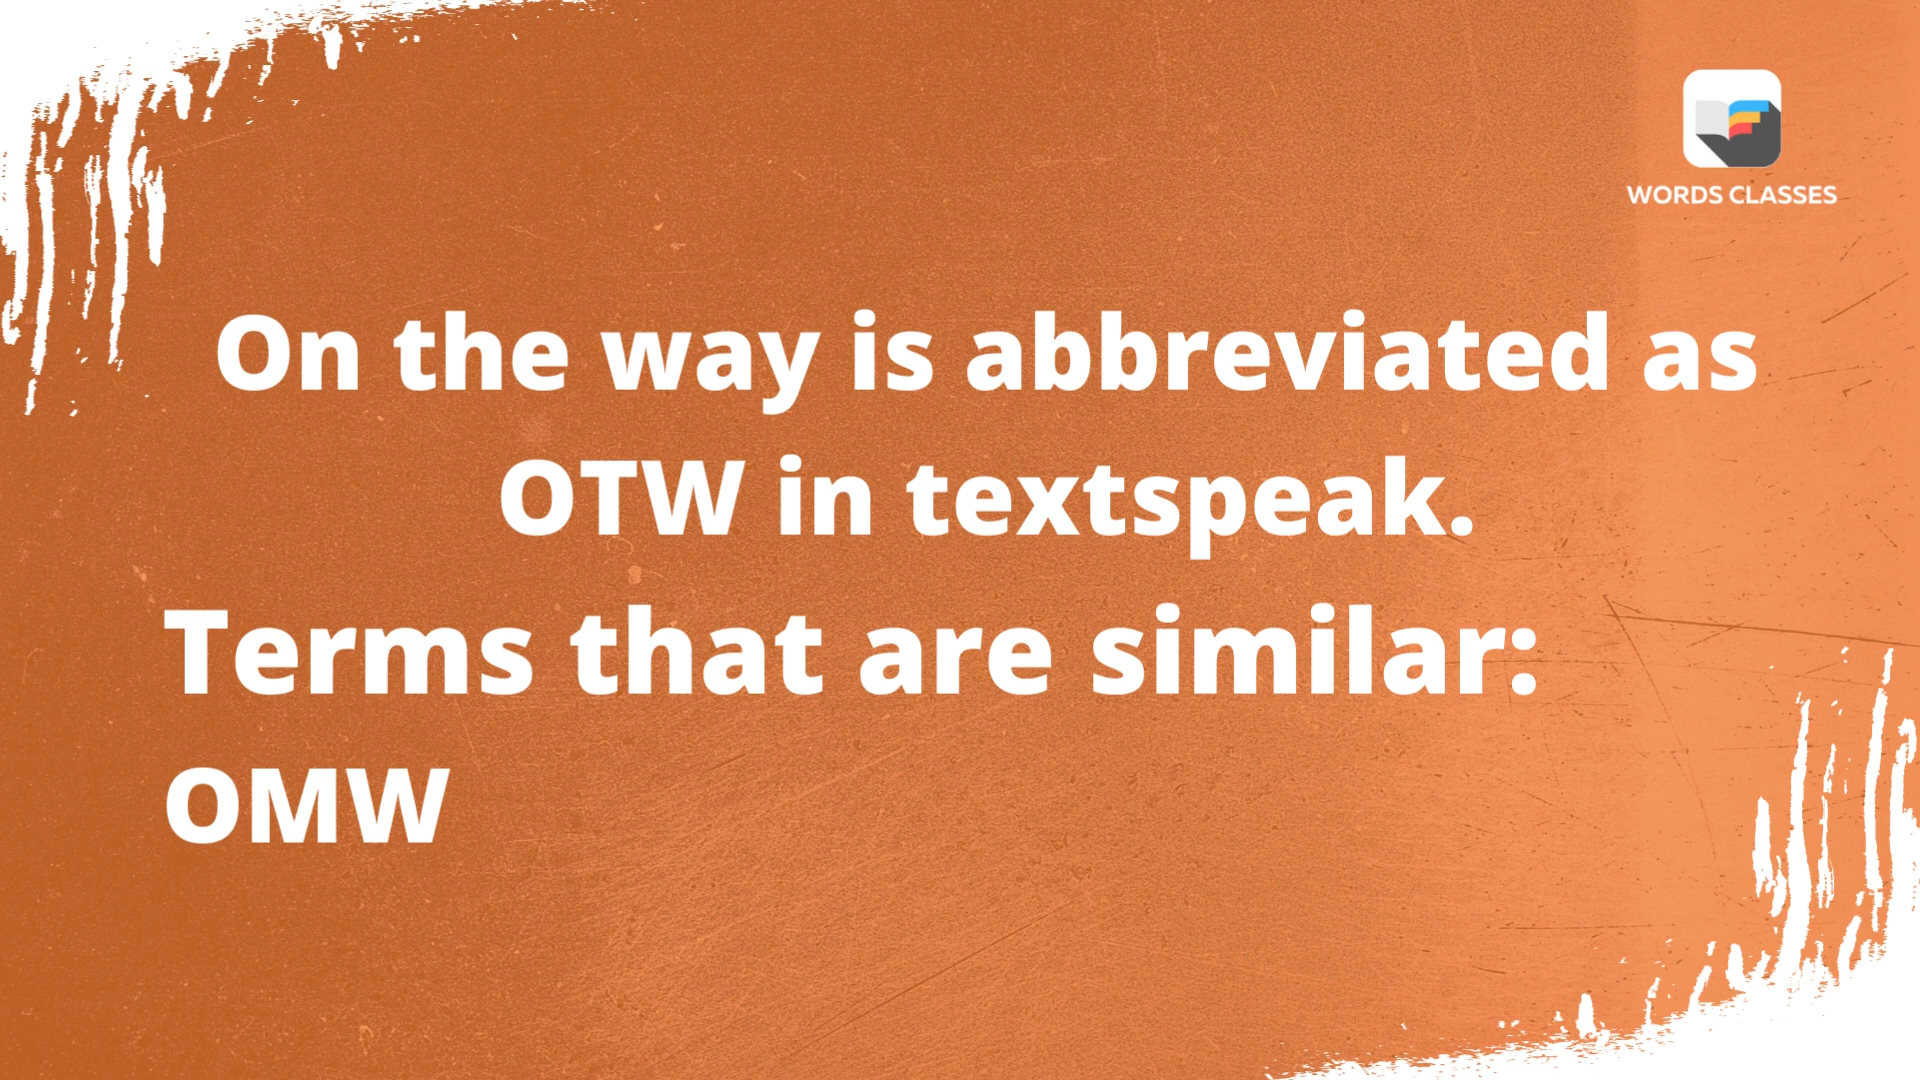 WORDS CLASSES
On the way is abbreviated as
OTW in textspeak.
Terms that are similar:
OMW